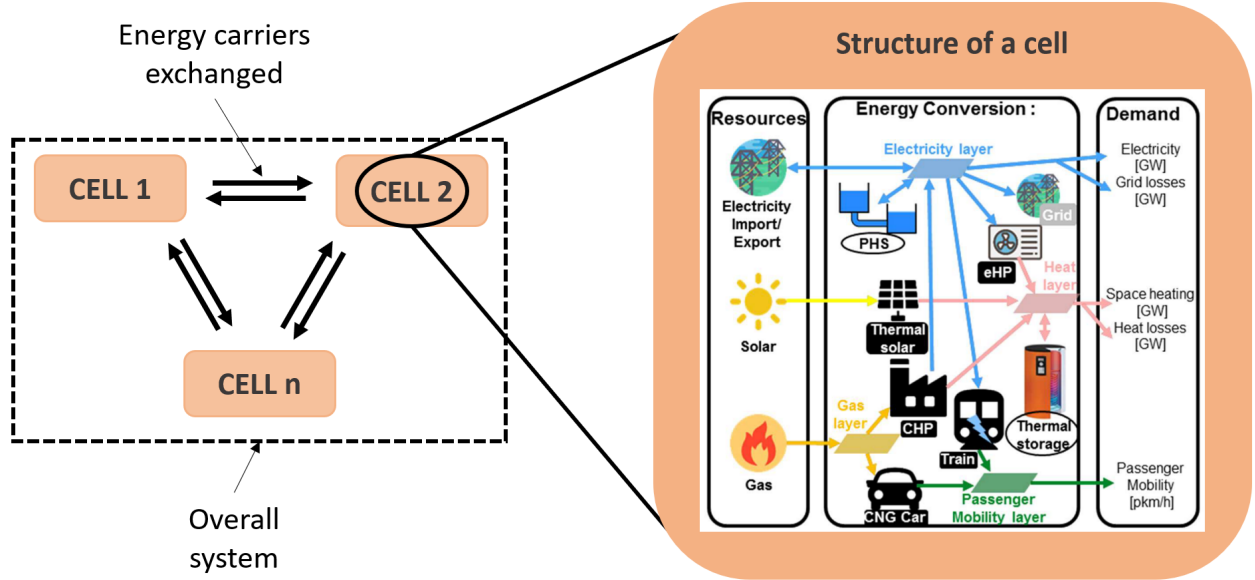 Energy carriers
exchanged
CELL 1
CELL 2
CELL n
Overall
system
Structure of a cell
Resources
Energy Conversion :
Demand
Electricity layer
Electricity
[GW]
Grid losses
[GW]
Electricity
Import/
Export
PHS
Grid
eHP
Heat
layer
Space heating
[GW]
Heat losses
[GW]
Solar
Thermal
solar
Gas
layer
CHP
Thermal
storage
Train
Gas
CNG Car
Passenger
Mobility layer
Passenger
Mobility
[pkm/h]